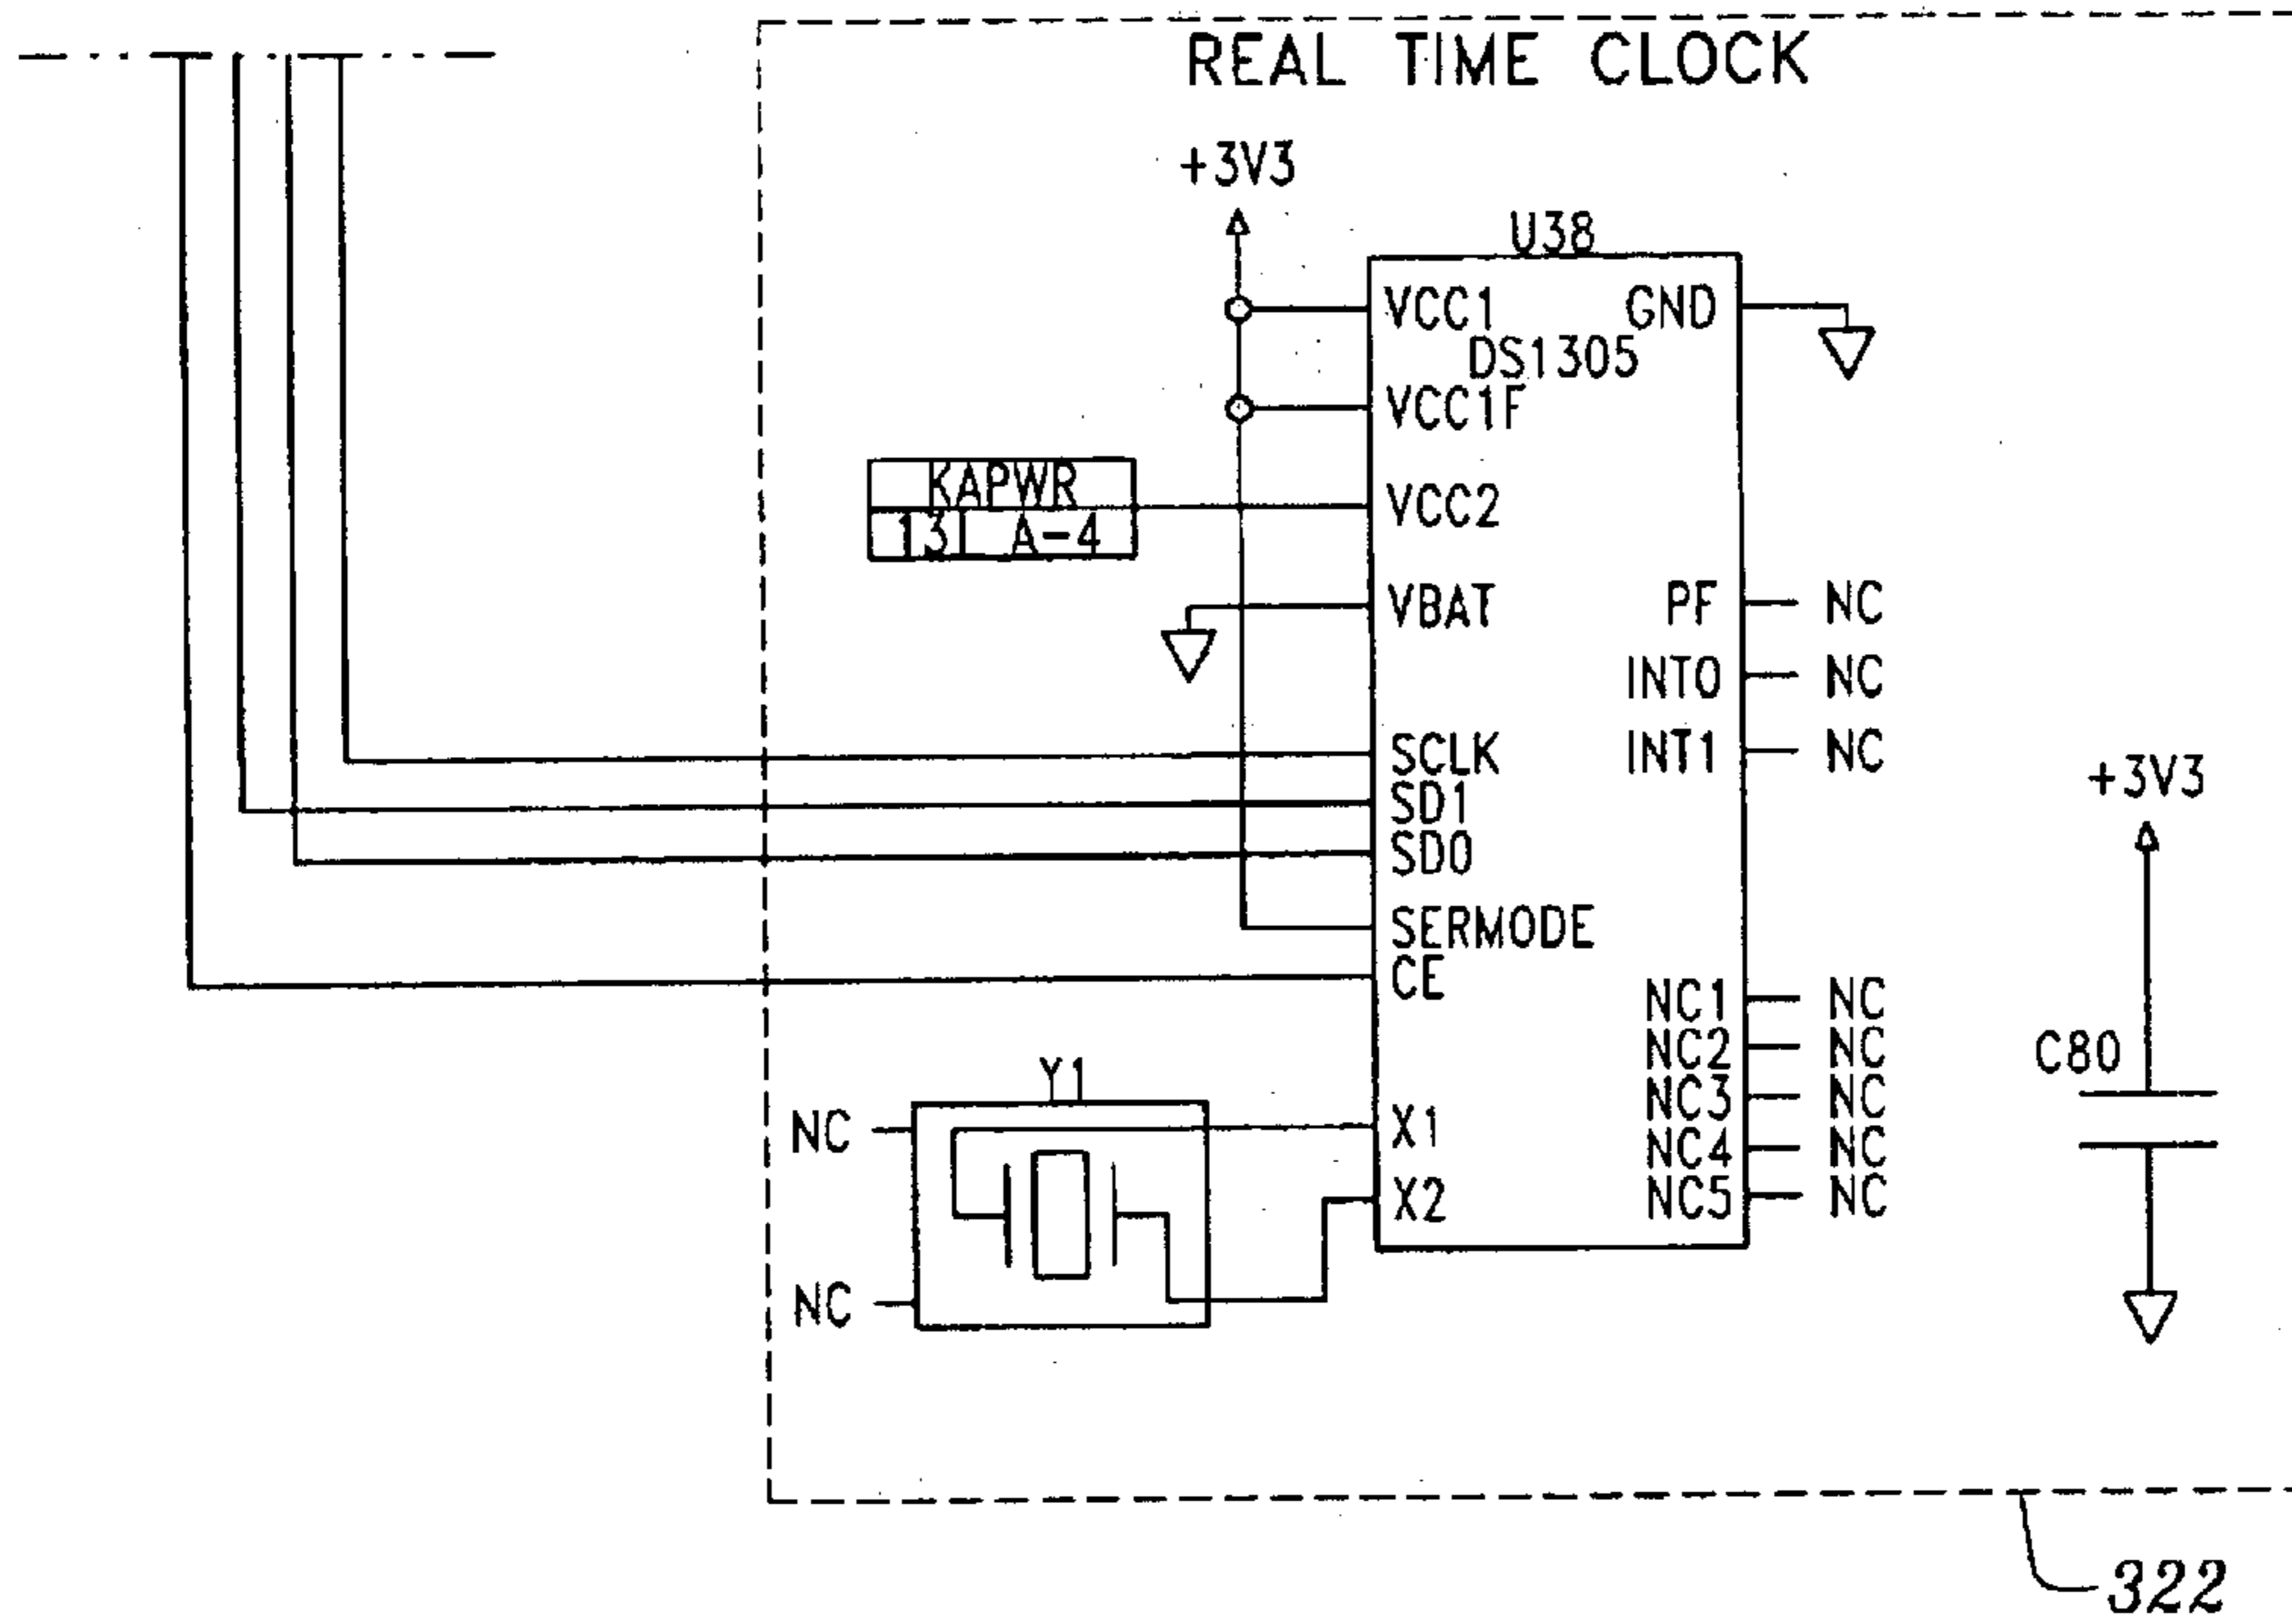 REAL TIME CLOCK
+3V3
U38
VCC1 GND
DS1305
VCC1F
KAPWR
VCC2
13 A-4
VBAT PF NC
INT0 NC
SCLK INT1 NC
+3V3
SD1
SD0
SERMODE
CE
NC1 NC
NC2 NC
C80
Y1
NC3 NC
NC X1
NC4 NC
X2 NC5 NC
NC
322